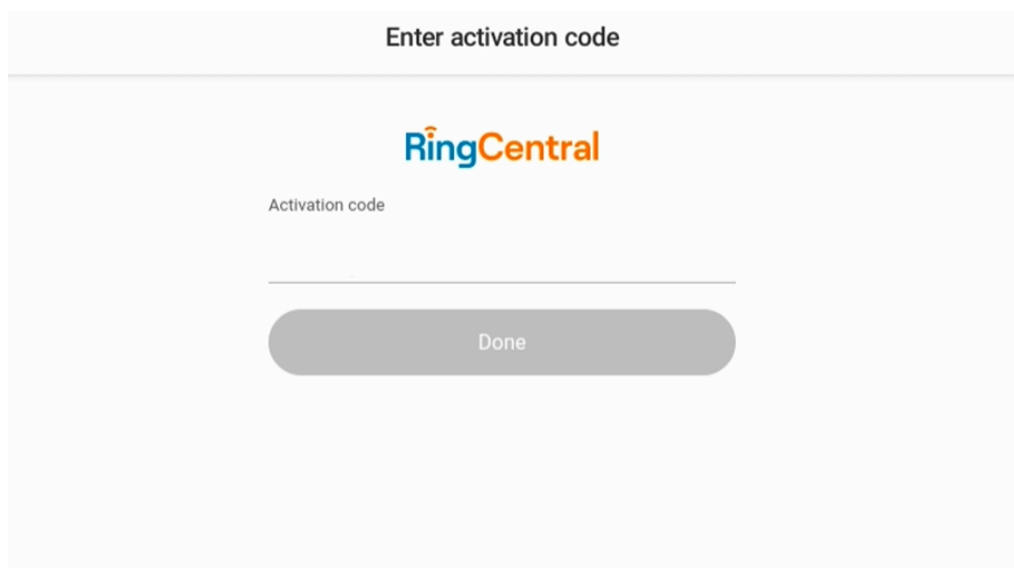 Enter activation code
RingCentral
Activation code
Done